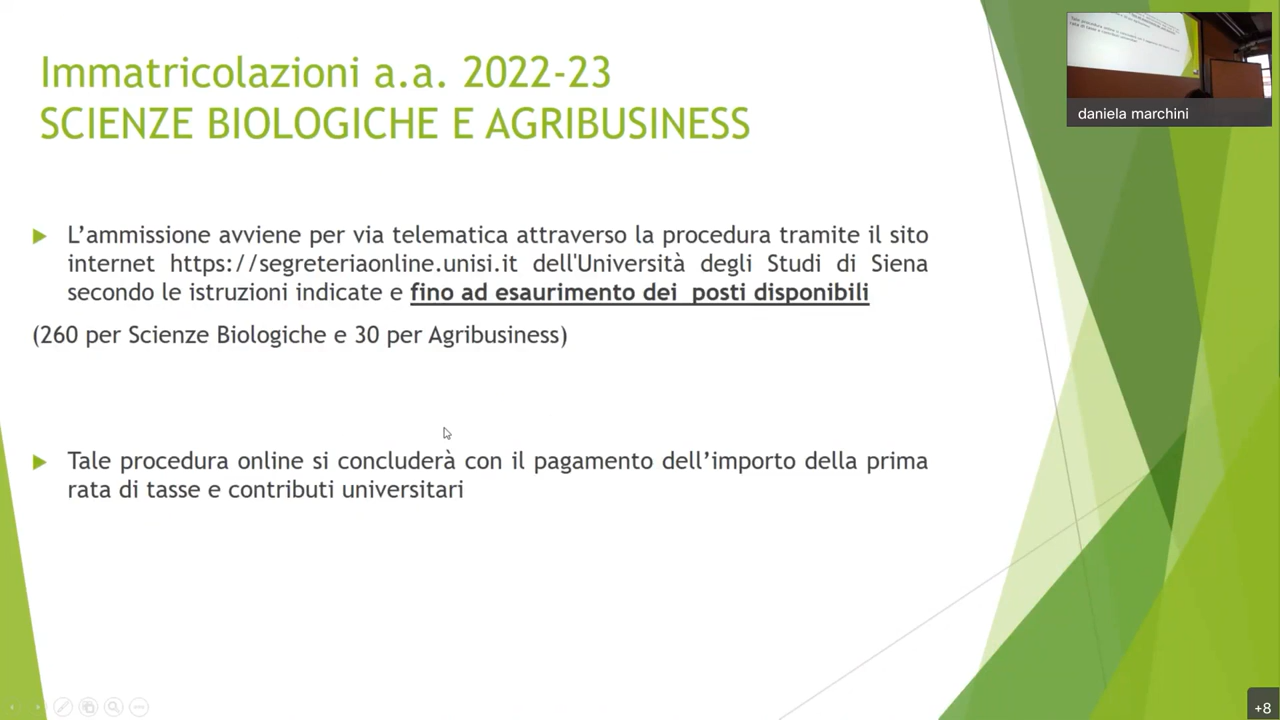 Immatricolazioni a.a. 2022-23
SCIENZE BIOLOGICHE E AGRIBUSINESS
L’ammissione avviene per via telematica attraverso la procedura tramite il sito
internet https://segreteriaonline.unisi.it dell'Università degli Studi di Siena
secondo le istruzioni indicate e fino ad esaurimento dei posti disponibili
(260 per Scienze Biologiche e 30 per Agribusiness)
Tale procedura online si concluderà con il pagamento dell’importo della prima
rata di tasse e contributi universitari
daniela marchini
+8